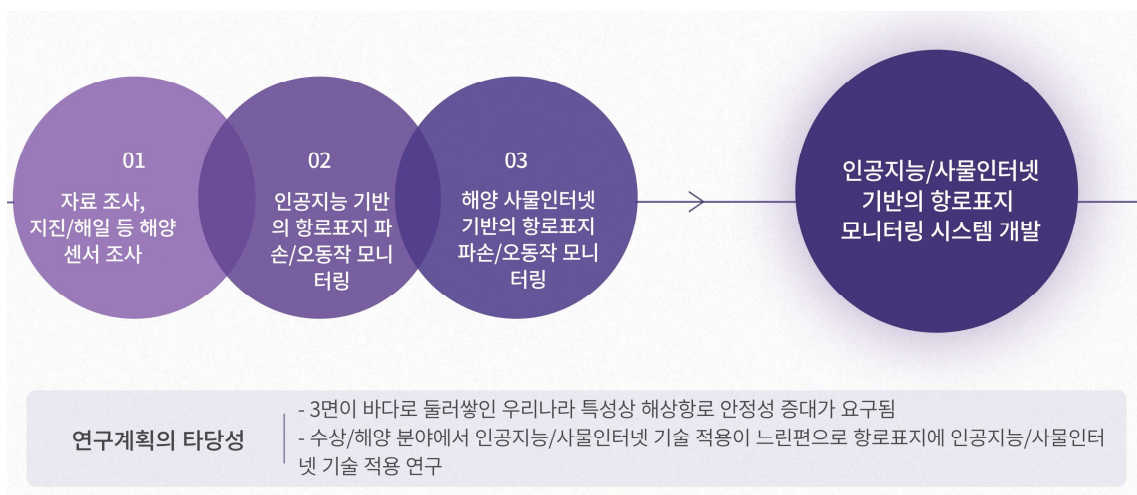 01
자료 조사,
지진/해일 등 해양
센서 조사
02
인공지능 기반
의 항로표지 파
손/오동작 모니
터링
03
해양 사물인터넷
기반의 항로표지
파손/오동작 모니
터링
인공지능/사물인터넷
기반의 항로표지
모니터링 시스템 개발
연구계획의 타당성
- 3면이 바다로 둘러쌓인 우리나라 특성상 해상항로 안정성 증대가 요구됨
- 수상/해양 분야에서 인공지능/사물인터넷 기술 적용이 느린편으로 항로표지에 인공지능/사물인터
넷 기술 적용 연구